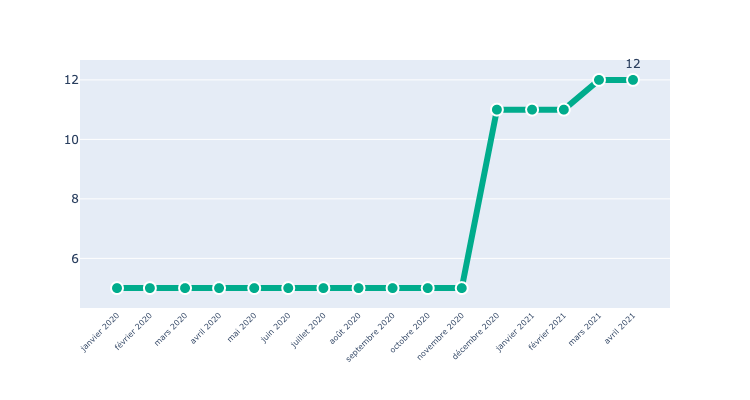 12
12
10
8
6
janvier 2020
février 2020
mars 2020
avril 2020
mai 2020
juin 2020
juillet 2020
août 2020
septembre 2020
octobre 2020
novembre 2020
décembre 2020
janvier 2021
février 2021
mars 2021
avril 2021